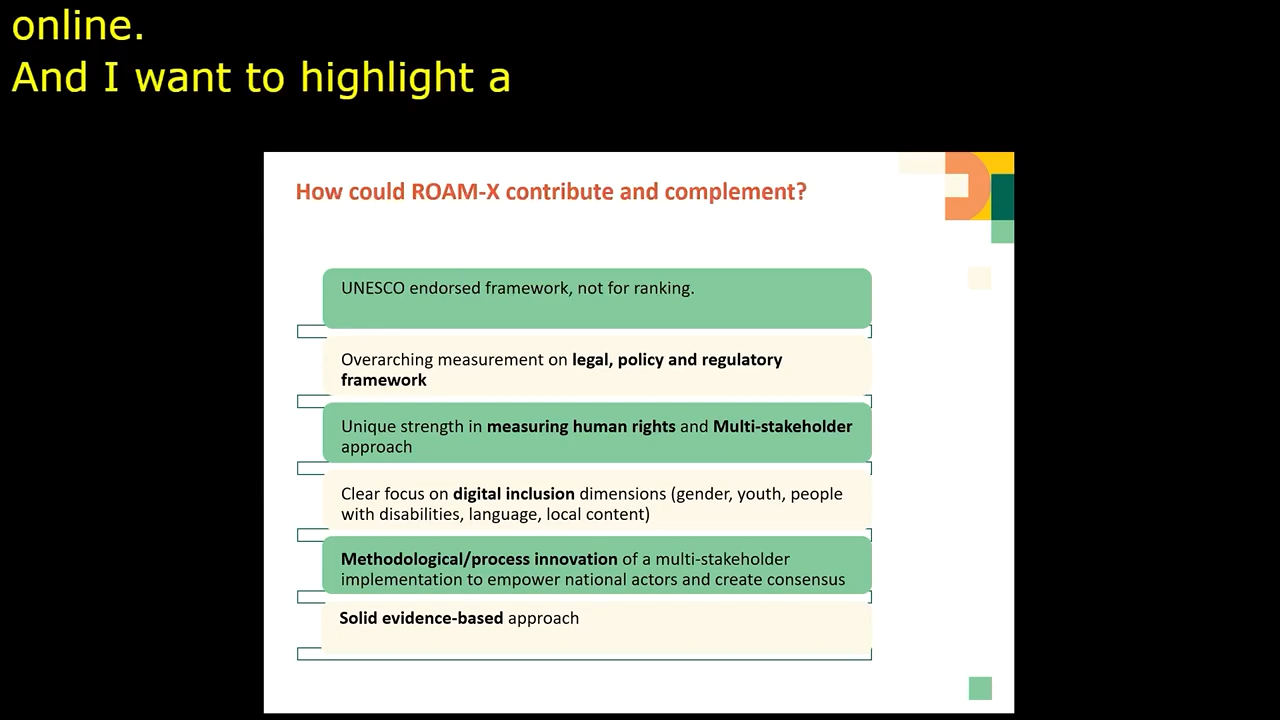 online.
And I want to highlight a
How could ROAM-X contribute and complement?
UNESCO endorsed framework, not for ranking.
Overarching measurement on legal, policy and regulatory
framework
Unique strength in measuring human rights and Multi-stakeholder
approach
Clear focus on digital inclusion dimensions (gender, youth, people
with disabilities, language, local content)
Methodological/process innovation of a multi-stakeholder
implementation to empower national actors and create consensus
Solid evidence-based approach